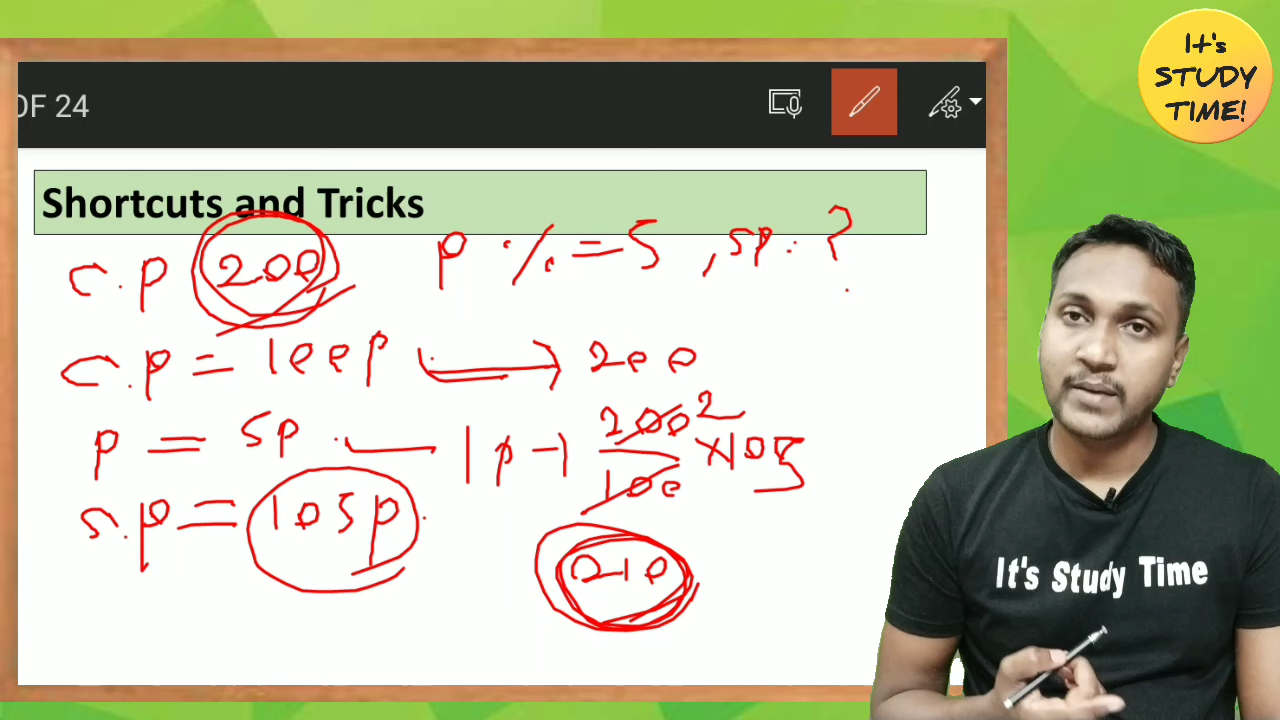 It's
STUDY
TIME!
OF 24
Shortcuts and Tricks
C.P 200 P % = 5 , SP. ?
C.P = 100P → 200
P = 5P 1P → 200/100 2 × 105
S.P = 105P
210
It's Study Time